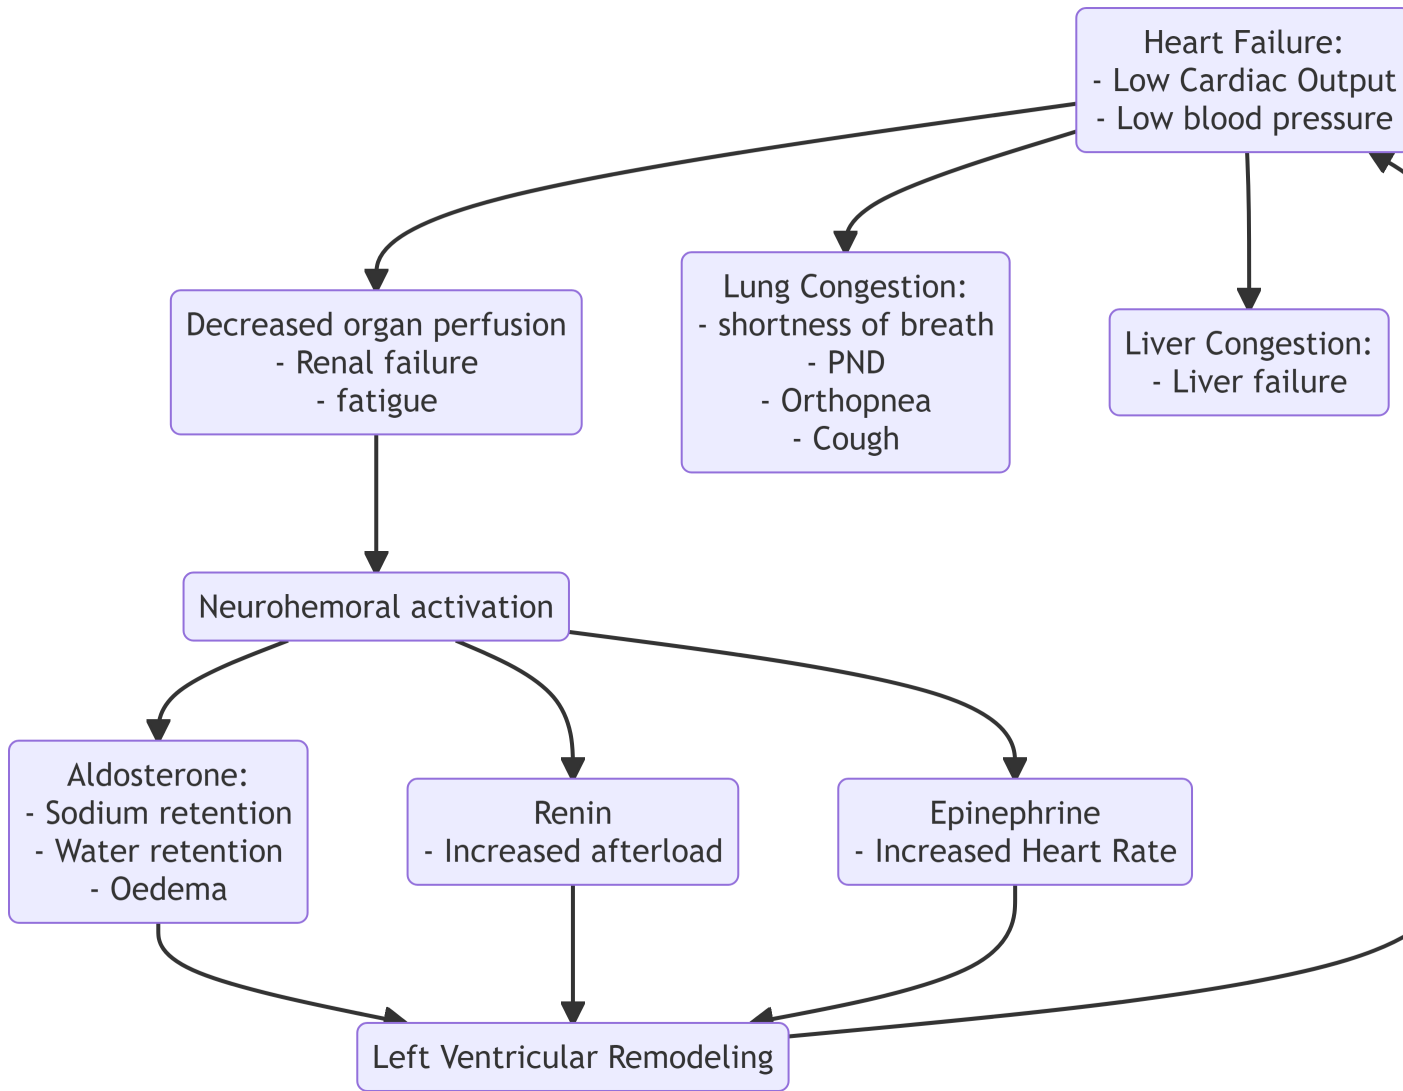 Heart Failure:
- Low Cardiac Output
- Low blood pressure
Decreased organ perfusion
- Renal failure
- fatigue
Lung Congestion:
- shortness of breath
- PND
- Orthopnea
- Cough
Liver Congestion:
- Liver failure
Neurohemoral activation
Aldosterone:
- Sodium retention
- Water retention
- Oedema
Renin
- Increased afterload
Epinephrine
- Increased Heart Rate
Left Ventricular Remodeling